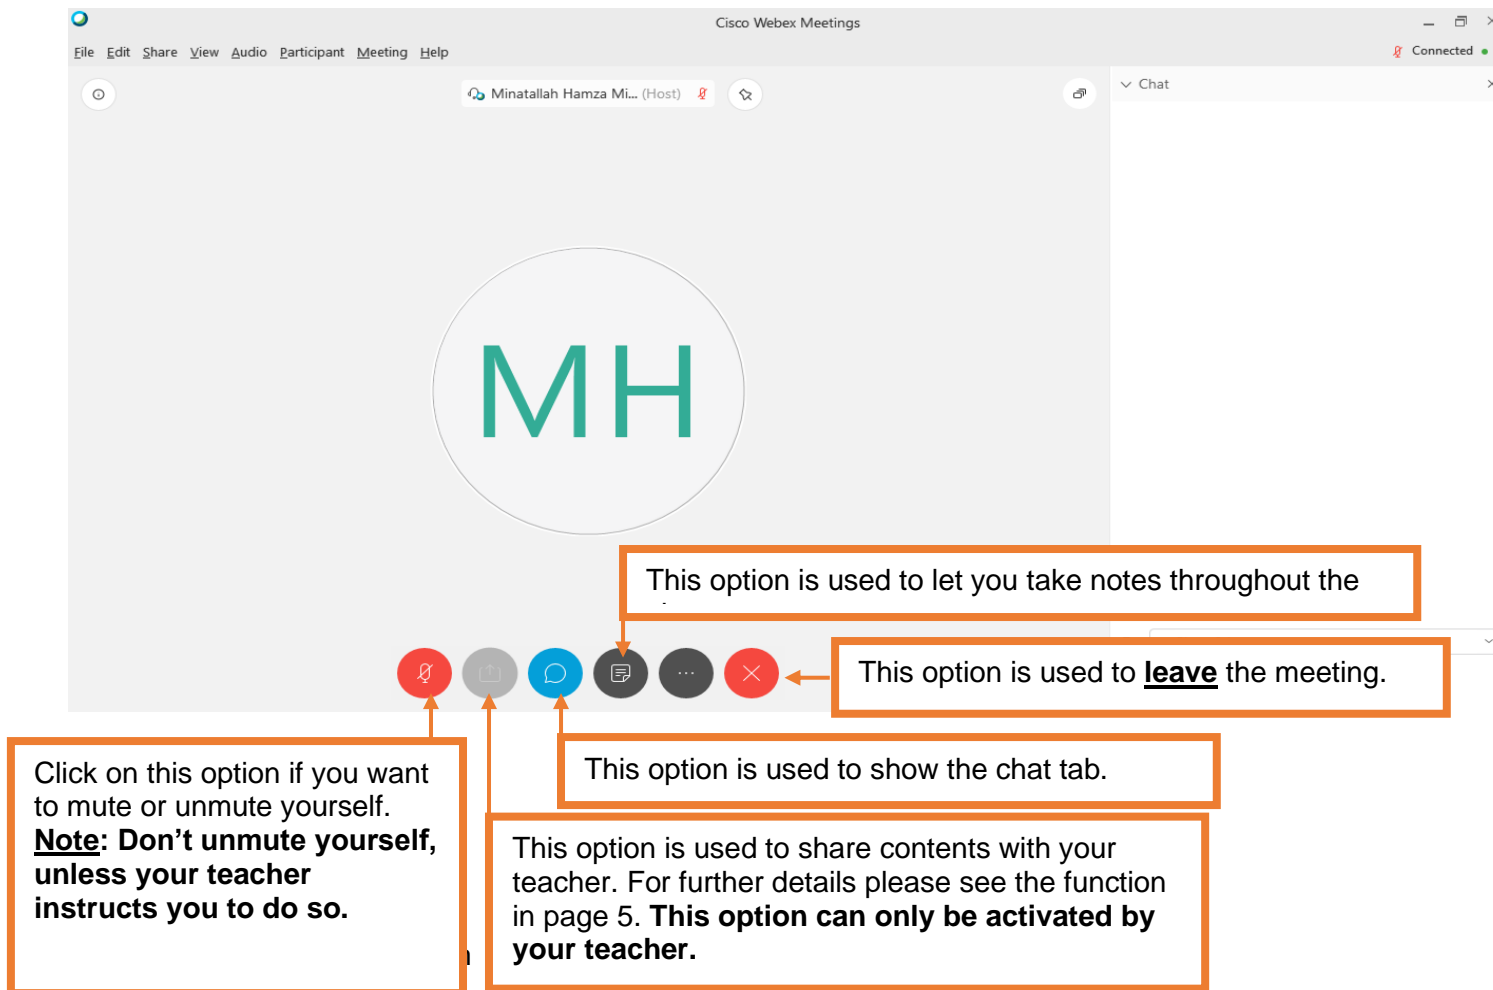 Cisco Webex Meetings
File Edit Share View Audio Participant Meeting Help
Connected
Minatallah Hamza Mi... (Host)
Chat
MH
This option is used to let you take notes throughout the
This option is used to leave the meeting.
This option is used to show the chat tab.
Click on this option if you want
to mute or unmute yourself.
Note: Don’t unmute yourself,
unless your teacher
instructs you to do so.
This option is used to share contents with your
teacher. For further details please see the function
in page 5. This option can only be activated by
your teacher.